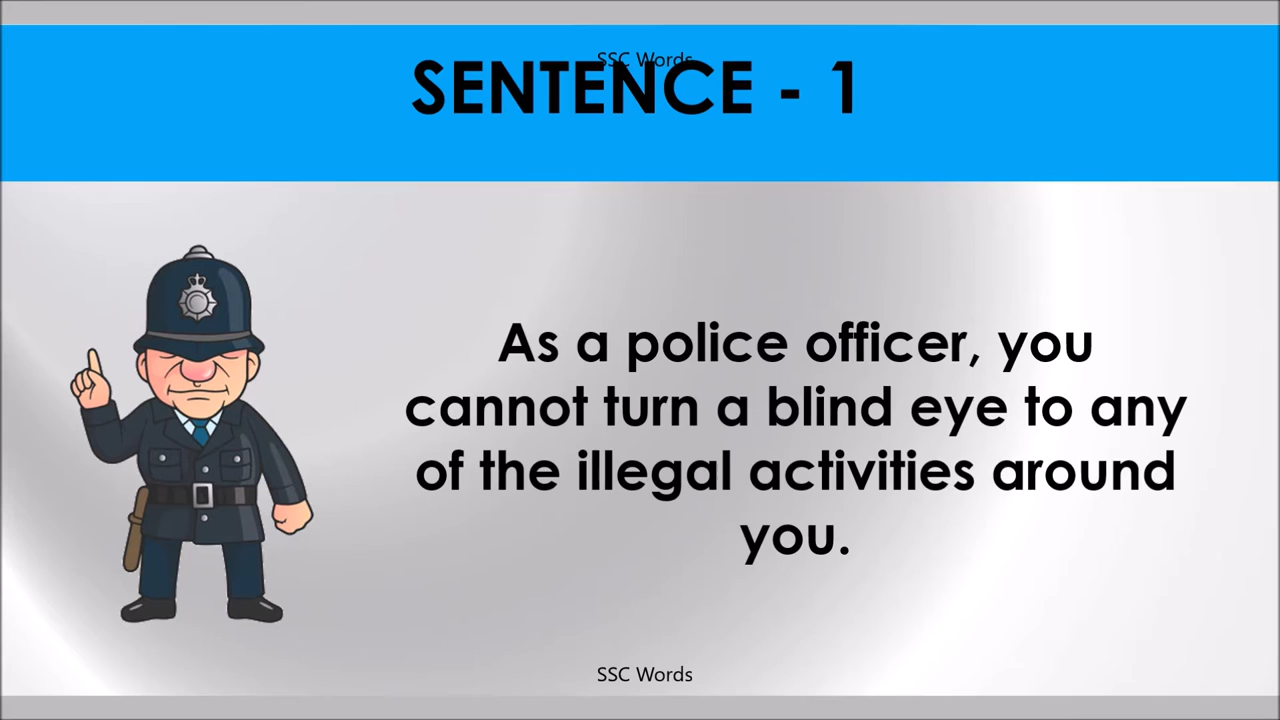 SSC Words
SENTENCE - 1
As a police officer, you
cannot turn a blind eye to any
of the illegal activities around
you.
SSC Words